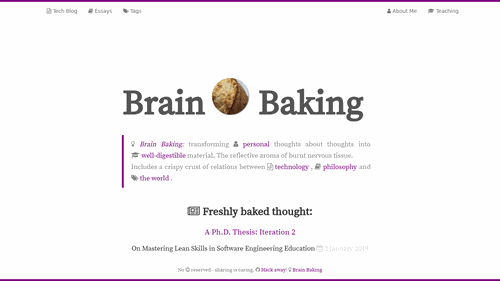 Tech Blog Essays Tags About Me Teaching
Brain Baking
Brain Baking: transforming personal thoughts about thoughts into
well-digestible material. The reflective aroma of burnt nervous tissue.
Includes a crispy crust of relations between technology , philosophy and
the world .
Freshly baked thought:
A Ph.D. Thesis: Iteration 2
On Mastering Lean Skills in Software Engineering Education 2 January 2019
No © reserved - sharing is caring. Hack away! Brain Baking